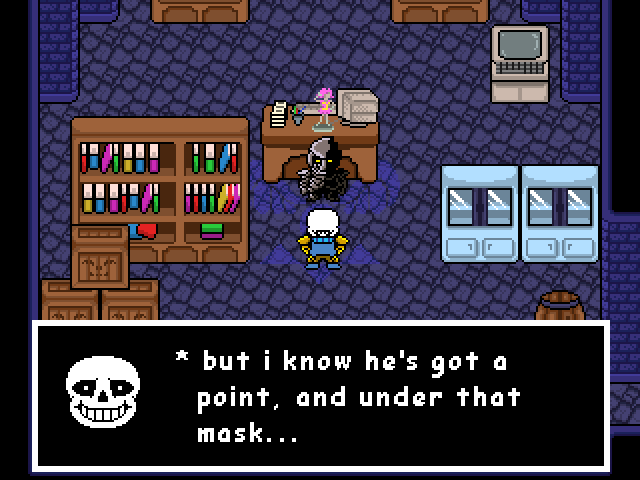 * but i know he's got a
point, and under that
mask...